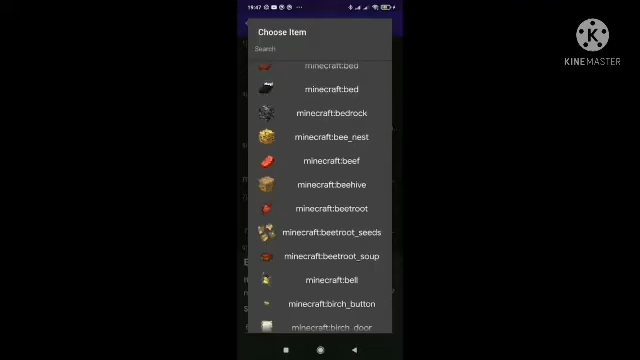 19:47
Choose Item
Search
minecraft:bed
minecraft:bed
minecraft:bedrock
minecraft:bee_nest
minecraft:beef
minecraft:beehive
minecraft:beetroot
minecraft:beetroot_seeds
minecraft:beetroot_soup
minecraft:bell
minecraft:birch_button
minecraft:birch_door
K
KINEMASTER